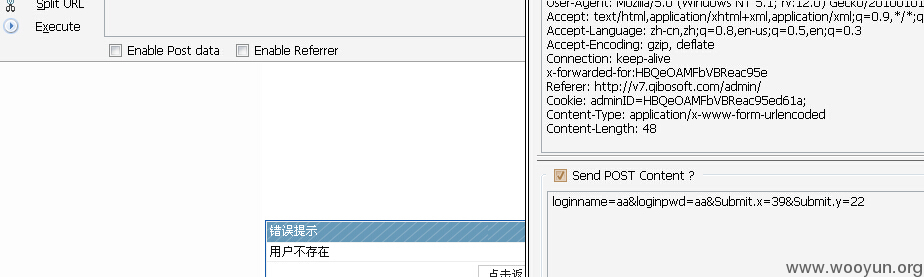 Split URL
Execute
Enable Post data Enable Referrer
错误提示
用户不存在
点击返
User-Agent: Mozilla/5.0 (Windows NT 5.1; rv:12.0) Gecko/20100101
Accept: text/html,application/xhtml+xml,application/xml;q=0.9,*/*;q
Accept-Language: zh-cn,zh;q=0.8,en-us;q=0.5,en;q=0.3
Accept-Encoding: gzip, deflate
Connection: keep-alive
x-forwarded-for:HBQeOAMFbVBReac95e
Referer: http://v7.qibosoft.com/admin/
Cookie: adminID=HBQeOAMFbVBReac95ed61a;
Content-Type: application/x-www-form-urlencoded
Content-Length: 48
Send POST Content ?
loginname=aa&loginpwd=aa&Submit.x=39&Submit.y=22
www.wooyun.org